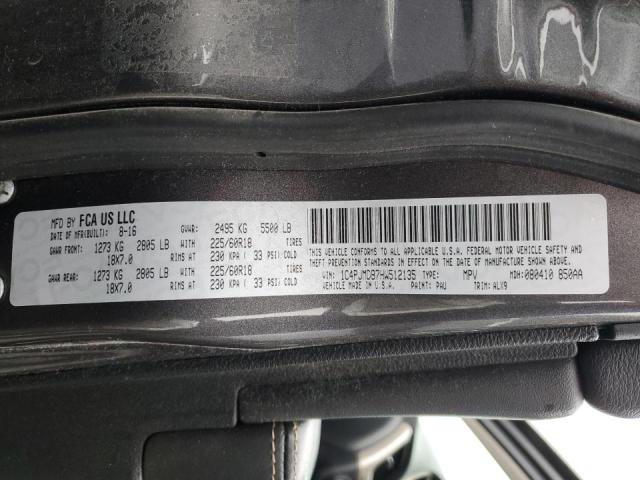 MFD BY FCA US LLC
DATE OF MFR(BUILT): 8-16 GVWR: 2495 KG 5500 LB
GAWR FRONT: 1273 KG 2805 LB WITH 225/60R18 TIRES
18X7.0 RIMS AT 230 KPA ( 33 PSI) COLD
GAWR REAR: 1273 KG 2805 LB WITH 225/60R18 TIRES
18X7.0 RIMS AT 230 KPA ( 33 PSI) COLD
THIS VEHICLE CONFORMS TO ALL APPLICABLE U.S.A. FEDERAL MOTOR VEHICLE SAFETY, BUMPER AND
THEFT PREVENTION STANDARDS IN EFFECT ON THE DATE OF MANUFACTURE SHOWN ABOVE.
VIN: 1C4PJMCB7HW512135 TYPE: MPV MDH: 080410 850AA
VEHICLE MADE IN U.S.A. PAINT: PAU TRIM: ALX9